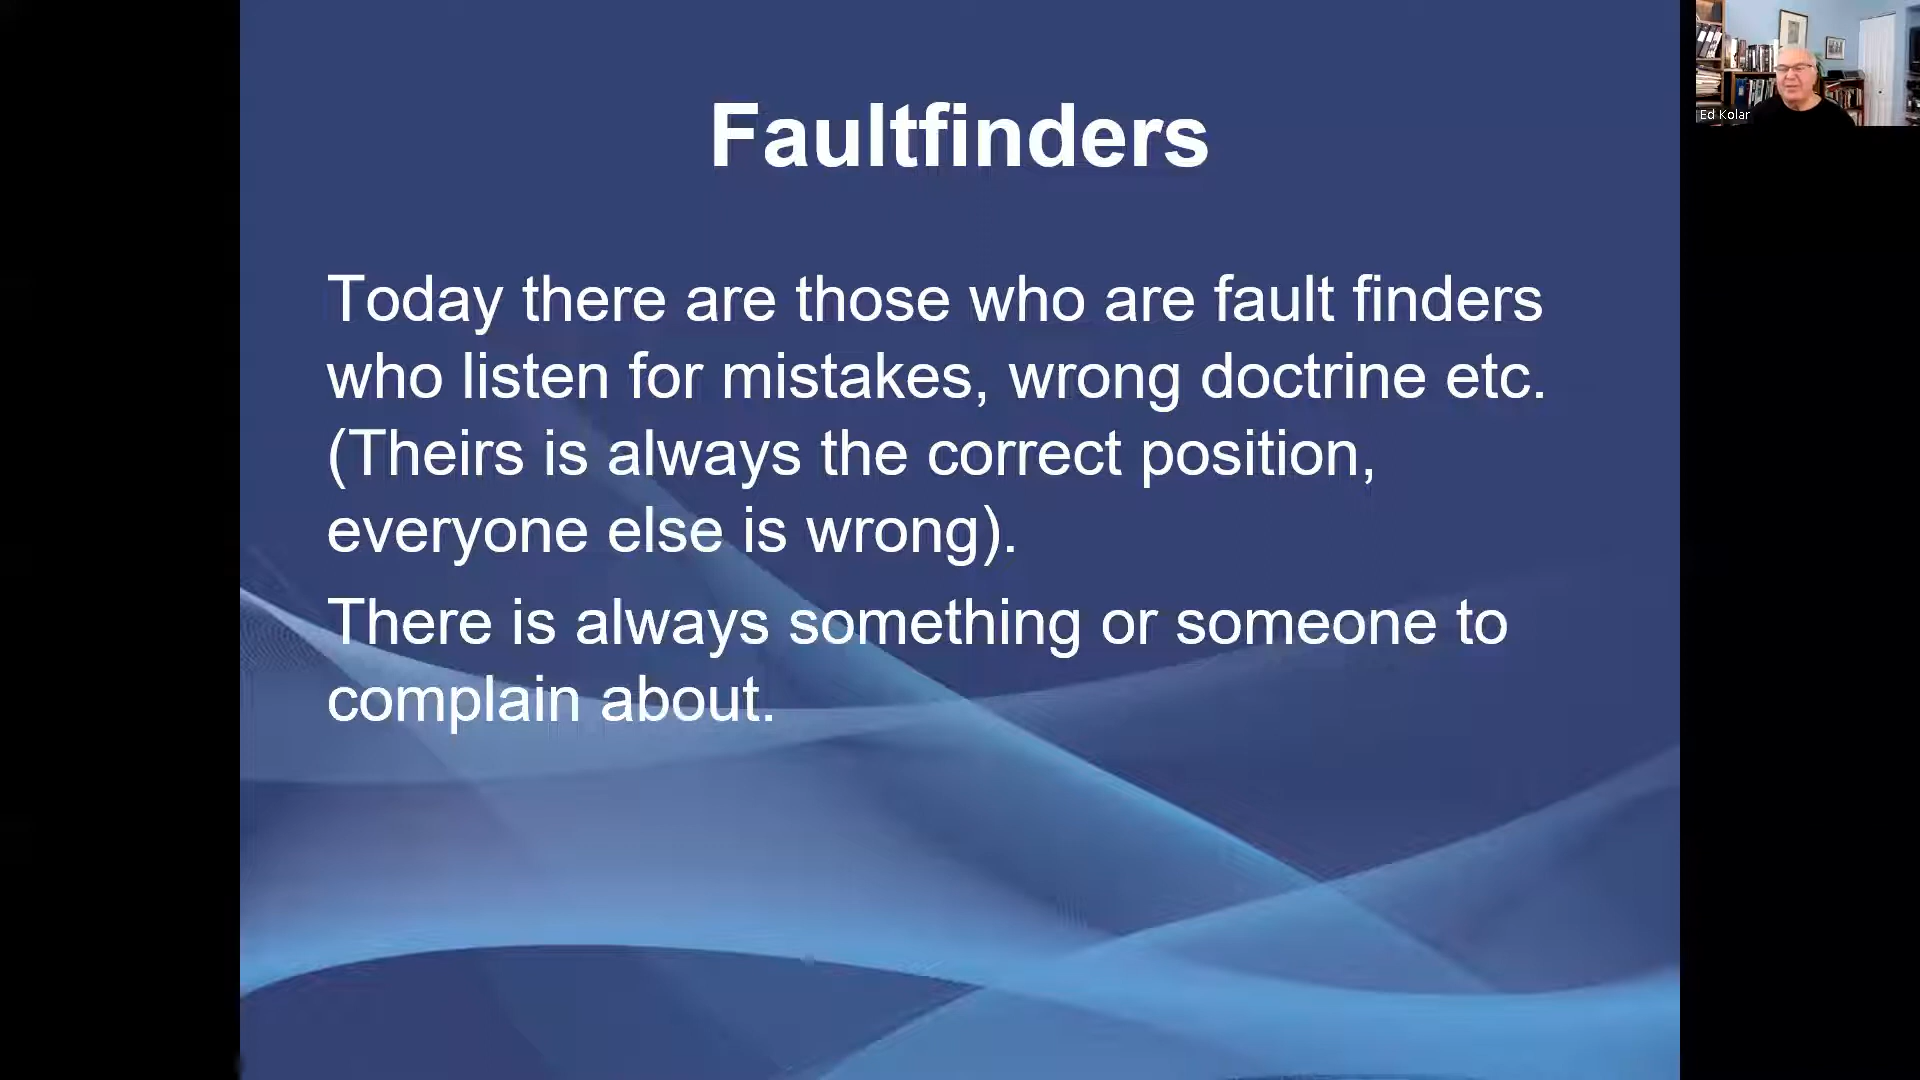 Faultfinders
Today there are those who are fault finders
who listen for mistakes, wrong doctrine etc.
(Theirs is always the correct position,
everyone else is wrong).
There is always something or someone to
complain about.
Ed Kolar